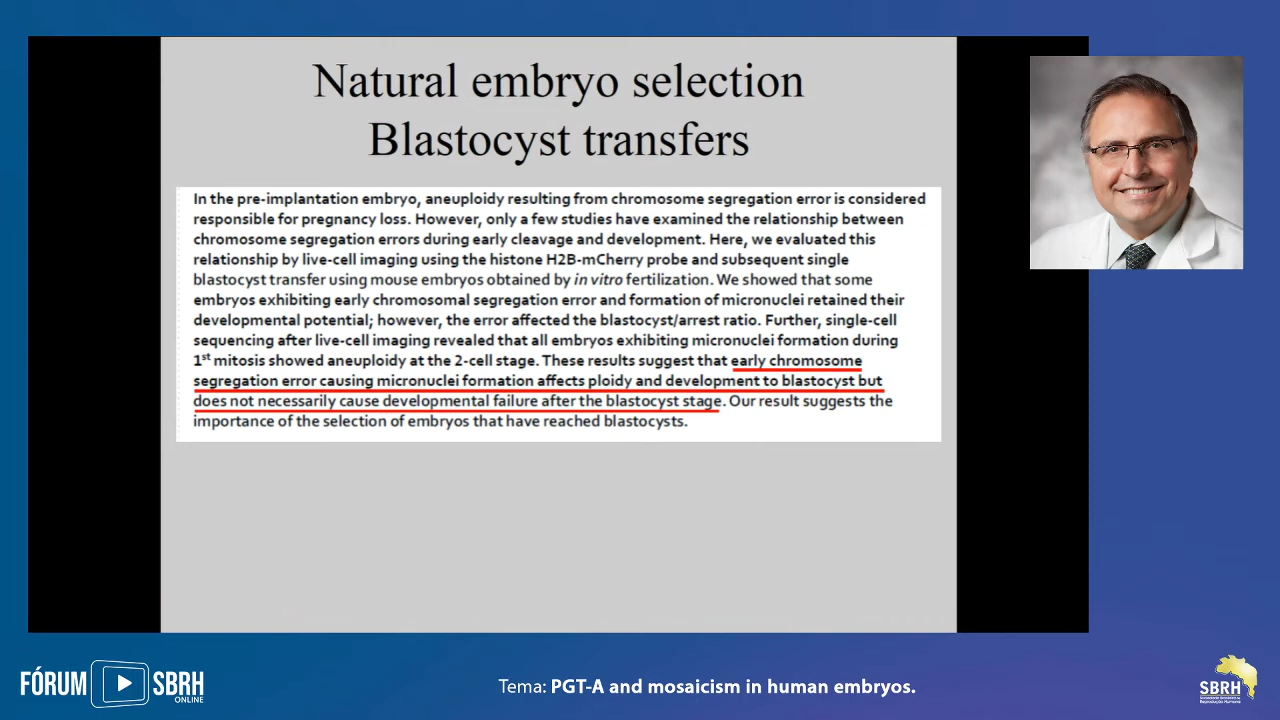 Natural embryo selection
Blastocyst transfers
In the pre-implantation embryo, aneuploidy resulting from chromosome segregation error is considered
responsible for pregnancy loss. However, only a few studies have examined the relationship between
chromosome segregation errors during early cleavage and development. Here, we evaluated this
relationship by live-cell imaging using the histone H2B-mCherry probe and subsequent single
blastocyst transfer using mouse embryos obtained by in vitro fertilization. We showed that some
embryos exhibiting early chromosomal segregation error and formation of micronuclei retained their
developmental potential; however, the error affected the blastocyst/arrest ratio. Further, single-cell
sequencing after live-cell imaging revealed that all embryos exhibiting micronuclei formation during
1st mitosis showed aneuploidy at the 2-cell stage. These results suggest that early chromosome
segregation error causing micronuclei formation affects ploidy and development to blastocyst but
does not necessarily cause developmental failure after the blastocyst stage. Our result suggests the
importance of the selection of embryos that have reached blastocysts.
FÓRUM SBRH
ONLINE
Tema: PGT-A and mosaicism in human embryos.
SBRH
Sociedade Brasileira de
Reprodução Humana